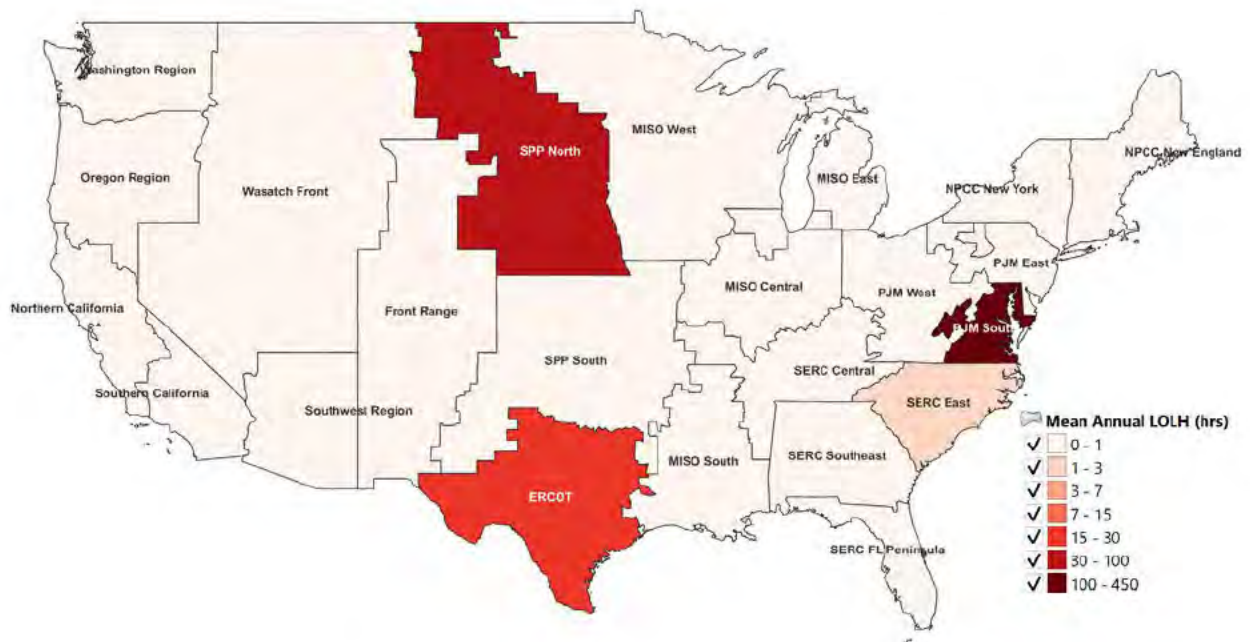 Washington Region
MISO West
SPP North
NPCC New England
Oregon Region
MISO East
Wasatch Front
NPCC New York
PJM East
MISO Central
PJM West
Northern California
Front Range
PJM South
SPP South
SERC Central
Southern California
SERC East
Southwest Region
Mean Annual LOLH (hrs)
0 - 1
MISO South
SERC Southeast
1 - 3
3 - 7
ERCOT
7 - 15
15 - 30
SERC FL Peninsula
30 - 100
100 - 450